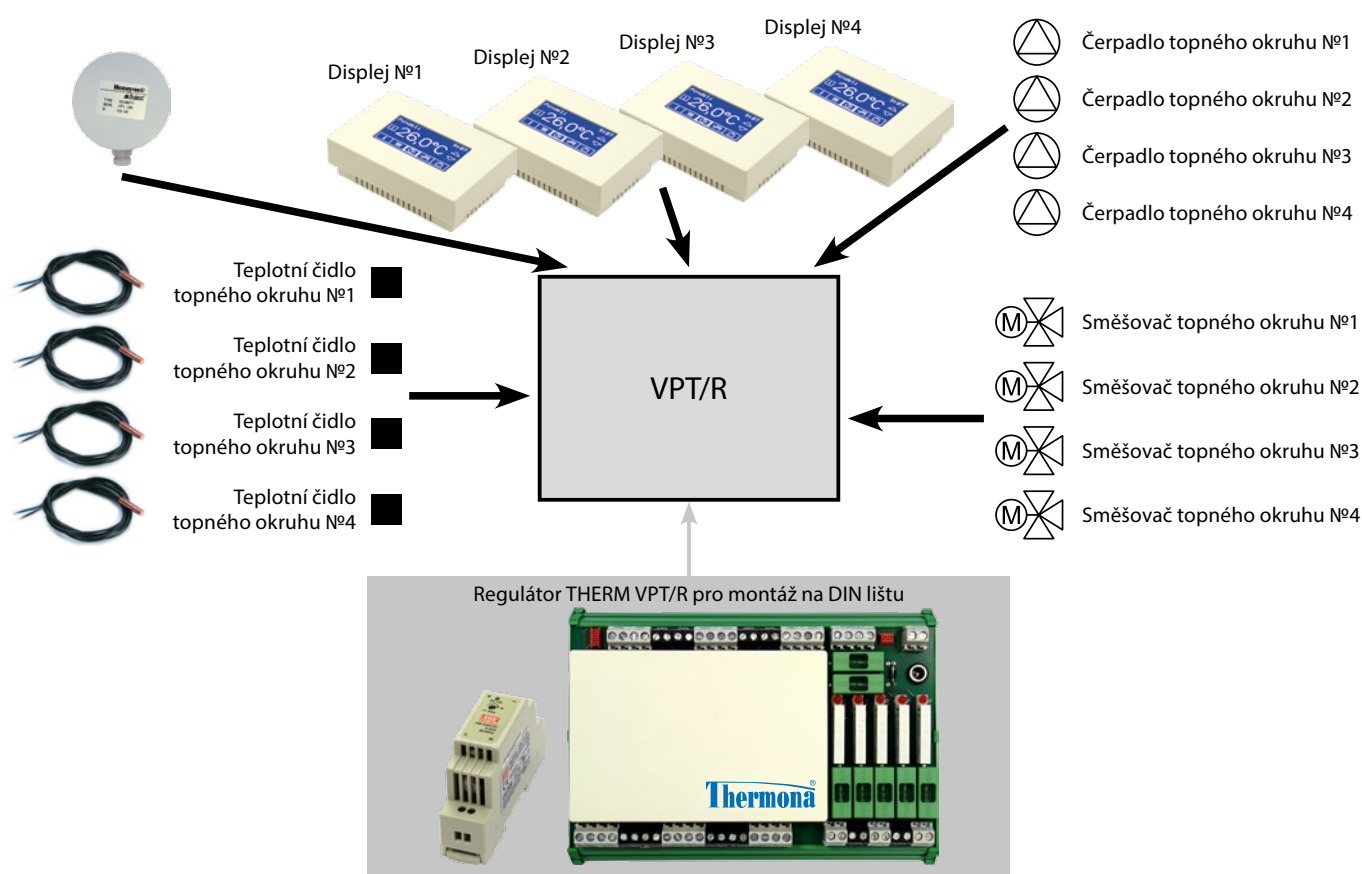 Displej №1
Displej №2
Displej №3
Displej №4
Honeywell
26.0°C
26.0°C
26.0°C
26.0°C
Čerpadlo topného okruhu №1
Čerpadlo topného okruhu №2
Čerpadlo topného okruhu №3
Čerpadlo topného okruhu №4
Teplotní čidlo
topného okruhu №1
Teplotní čidlo
topného okruhu №2
Teplotní čidlo
topného okruhu №3
Teplotní čidlo
topného okruhu №4
VPT/R
M
Směšovač topného okruhu №1
M
Směšovač topného okruhu №2
M
Směšovač topného okruhu №3
M
Směšovač topného okruhu №4
Regulátor THERM VPT/R pro montáž na DIN lištu
Thermona®